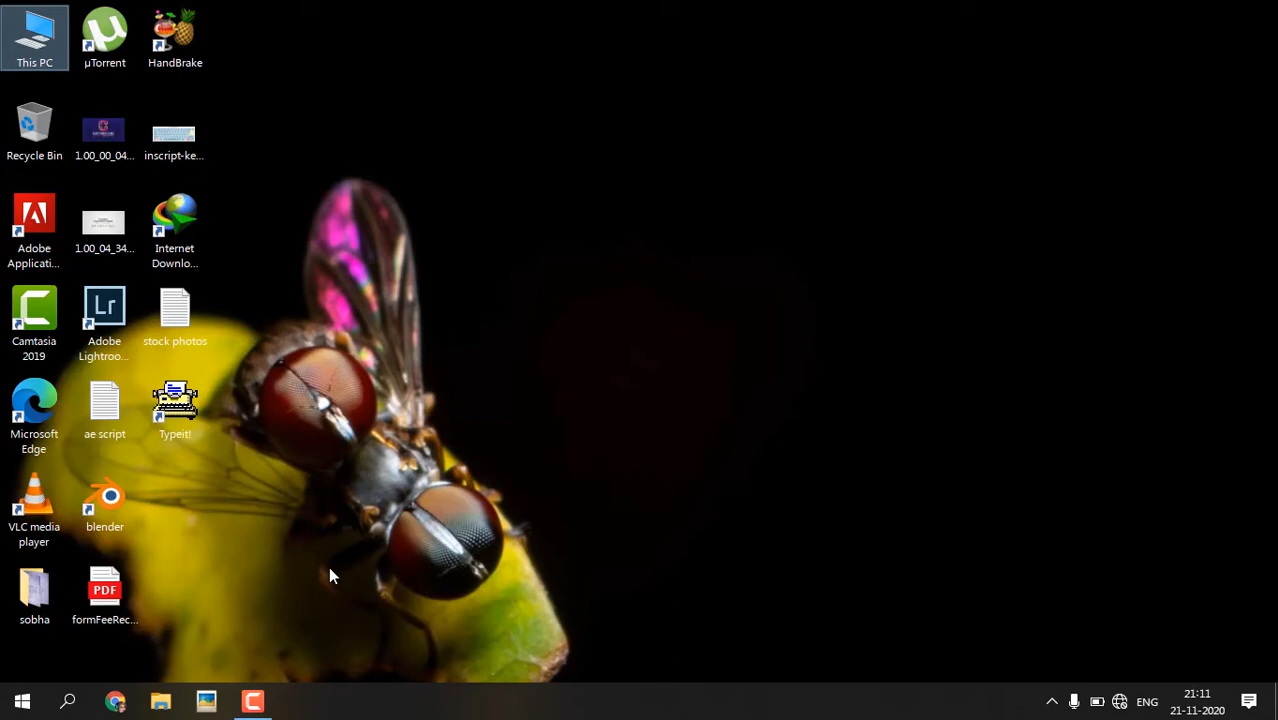 This PC
µTorrent
HandBrake
Recycle Bin
1.00_00_04...
inscript-ke...
Adobe
Applicati...
1.00_04_34...
Internet
Downlo...
Camtasia
2019
Adobe
Lightroo...
stock photos
Microsoft
Edge
ae script
Typeit!
VLC media
player
blender
sobha
PDF
formFeeRec...
ENG
21:11
21-11-2020